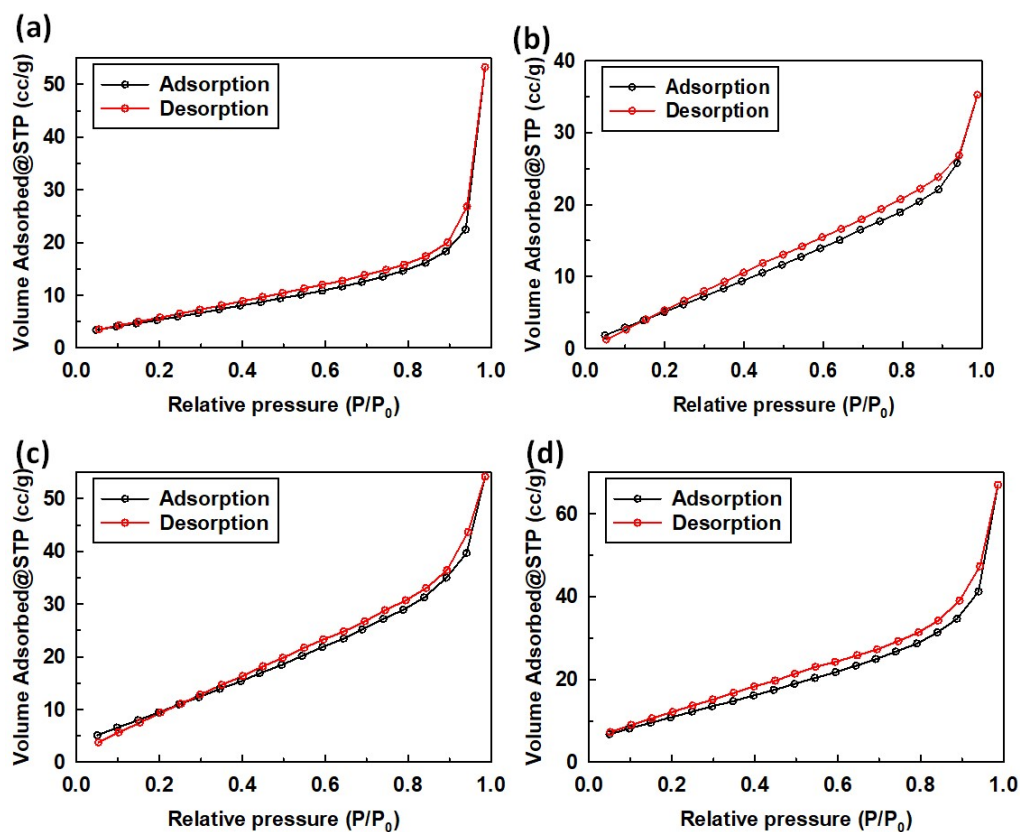 (a)
Volume Adsorbed@STP (cc/g)
50
40
30
20
10
0
Adsorption
Desorption
0.0 0.2 0.4 0.6 0.8 1.0
Relative pressure (P/P₀)
(b)
Volume Adsorbed@STP (cc/g)
40
30
20
10
0
Adsorption
Desorption
0.0 0.2 0.4 0.6 0.8 1.0
Relative pressure (P/P₀)
(c)
Volume Adsorbed@STP (cc/g)
50
40
30
20
10
0
Adsorption
Desorption
0.0 0.2 0.4 0.6 0.8 1.0
Relative pressure (P/P₀)
(d)
Volume Adsorbed@STP (cc/g)
60
40
20
0
Adsorption
Desorption
0.0 0.2 0.4 0.6 0.8 1.0
Relative pressure (P/P₀)